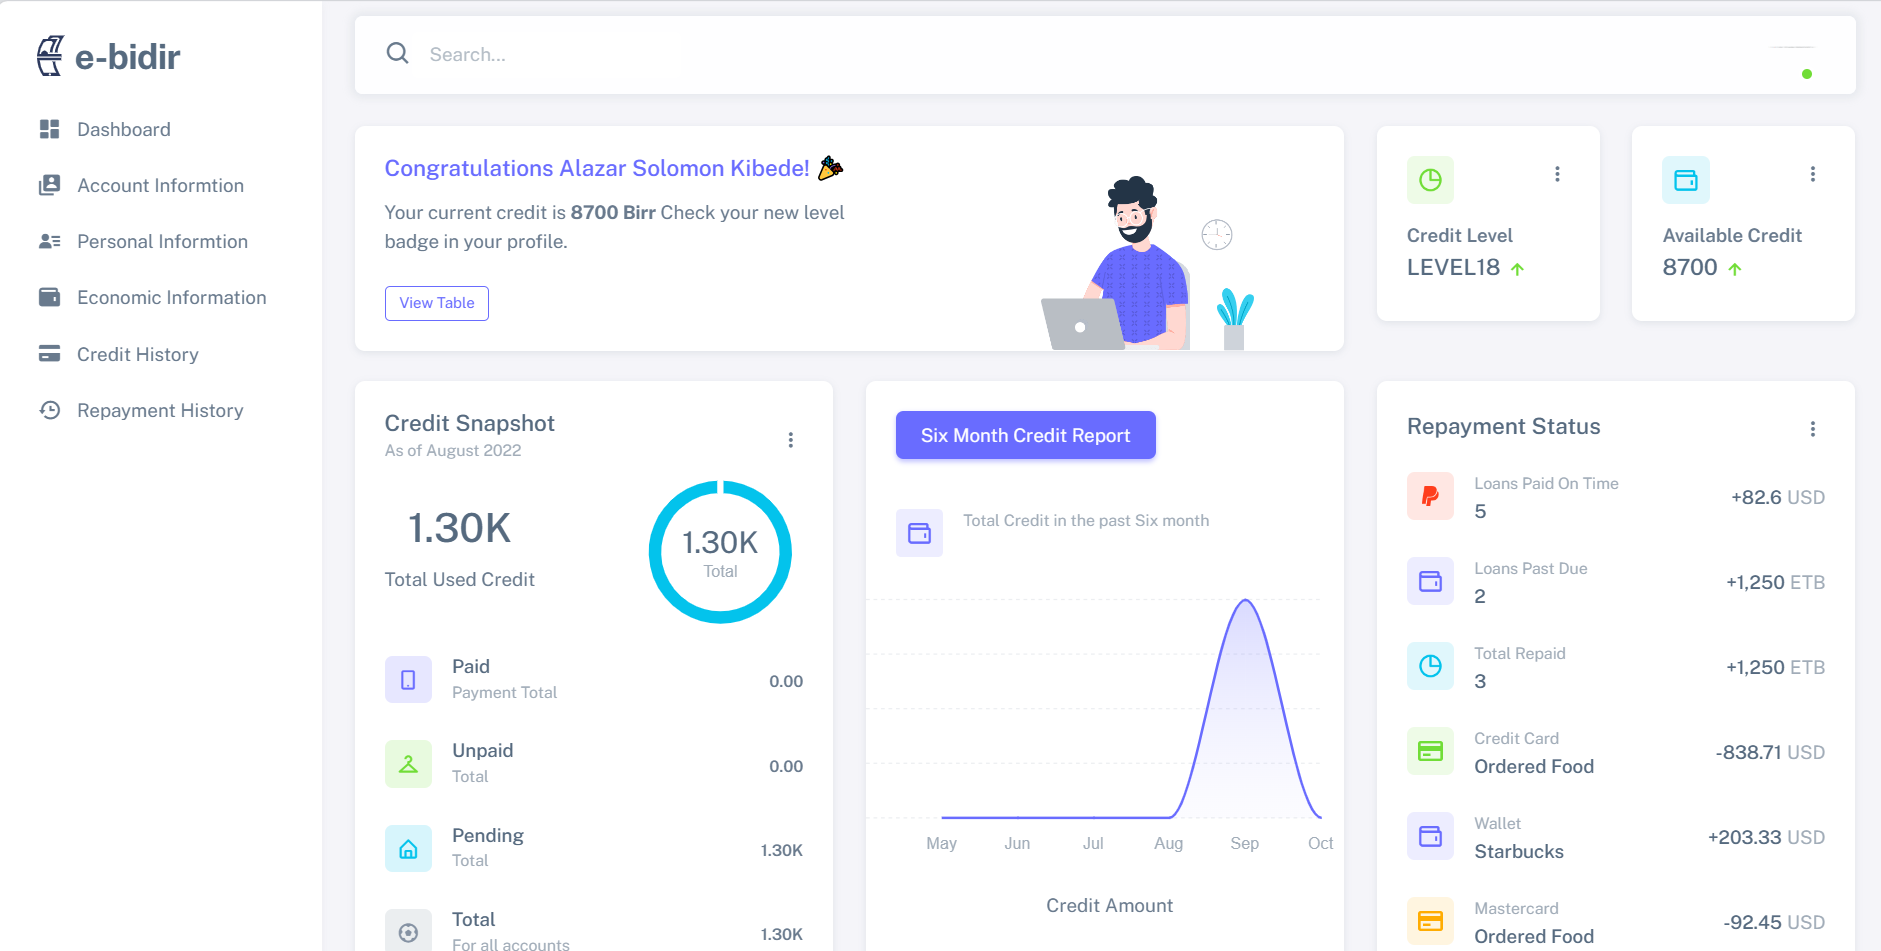 e-bidir
Dashboard
Account Informtion
Personal Informtion
Economic Information
Credit History
Repayment History
Search...
Congratulations Alazar Solomon Kibede! 🎉
Your current credit is 8700 Birr Check your new level
badge in your profile.
View Table
Credit Level
LEVEL18
Available Credit
8700
Credit Snapshot
As of August 2022
1.30K
Total Used Credit
1.30K
Total
Paid
Payment Total
0.00
Unpaid
Total
0.00
Pending
Total
1.30K
Total
For all accounts
1.30K
Six Month Credit Report
Total Credit in the past Six month
May Jun Jul Aug Sep Oct
Credit Amount
Repayment Status
Loans Paid On Time
5
+82.6 USD
Loans Past Due
2
+1,250 ETB
Total Repaid
3
+1,250 ETB
Credit Card
Ordered Food
-838.71 USD
Wallet
Starbucks
+203.33 USD
Mastercard
Ordered Food
-92.45 USD